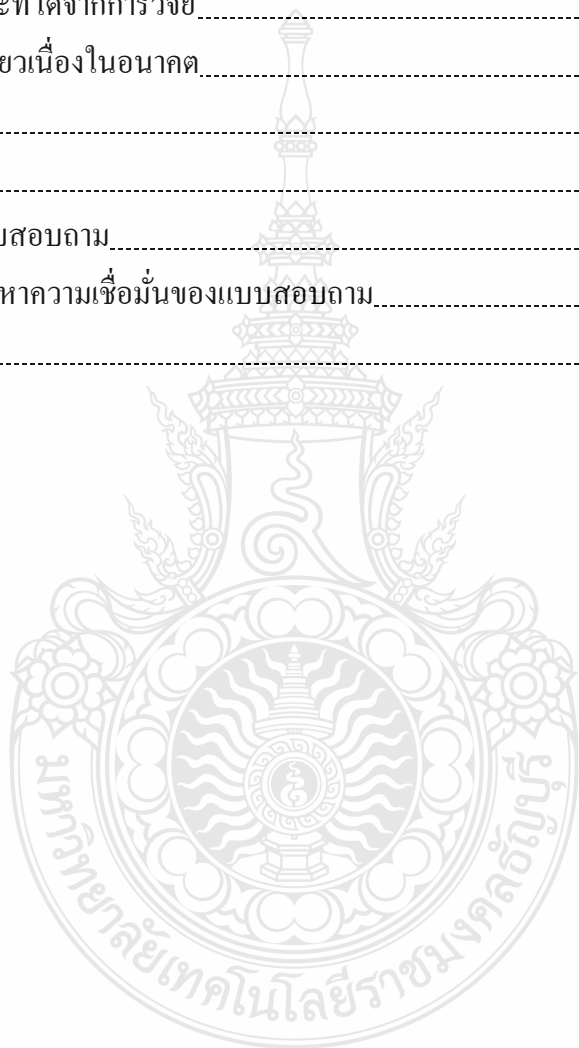 ะที่ได้จากการวิจัย
ยวเนื่องในอนาคต
บสอบถาม
หาความเชื่อมั่นของแบบสอบถาม
มหาวิทยาลัยเทคโนโลยีราชมงคลธัญบุรี